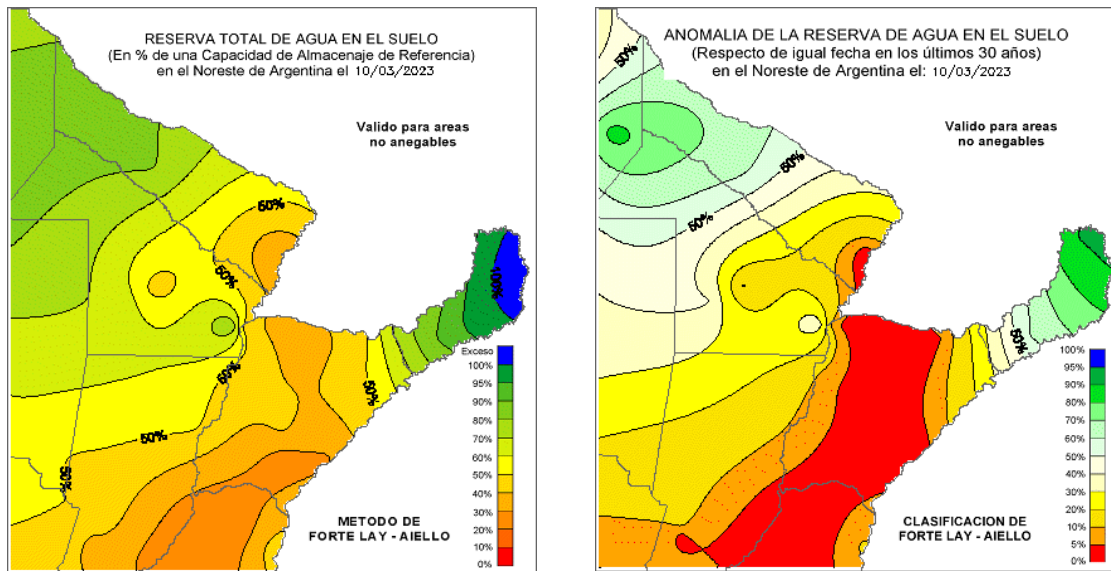 RESERVA TOTAL DE AGUA EN EL SUELO
(En % de una Capacidad de Almacenaje de Referencia)
en el Noreste de Argentina el 10/03/2023
Valido para areas
no anegables
50%
50%
100%
50%
50%
50%
50%
Exceso
100%
95%
90%
80%
70%
60%
50%
40%
30%
20%
10%
0%
METODO DE
FORTE LAY - AIELLO
ANOMALIA DE LA RESERVA DE AGUA EN EL SUELO
(Respecto de igual fecha en los últimos 30 años)
en el Noreste de Argentina el: 10/03/2023
Valido para areas
no anegables
50%
50%
50%
50%
100%
95%
90%
80%
70%
60%
50%
40%
30%
20%
10%
5%
0%
CLASIFICACION DE
FORTE LAY - AIELLO